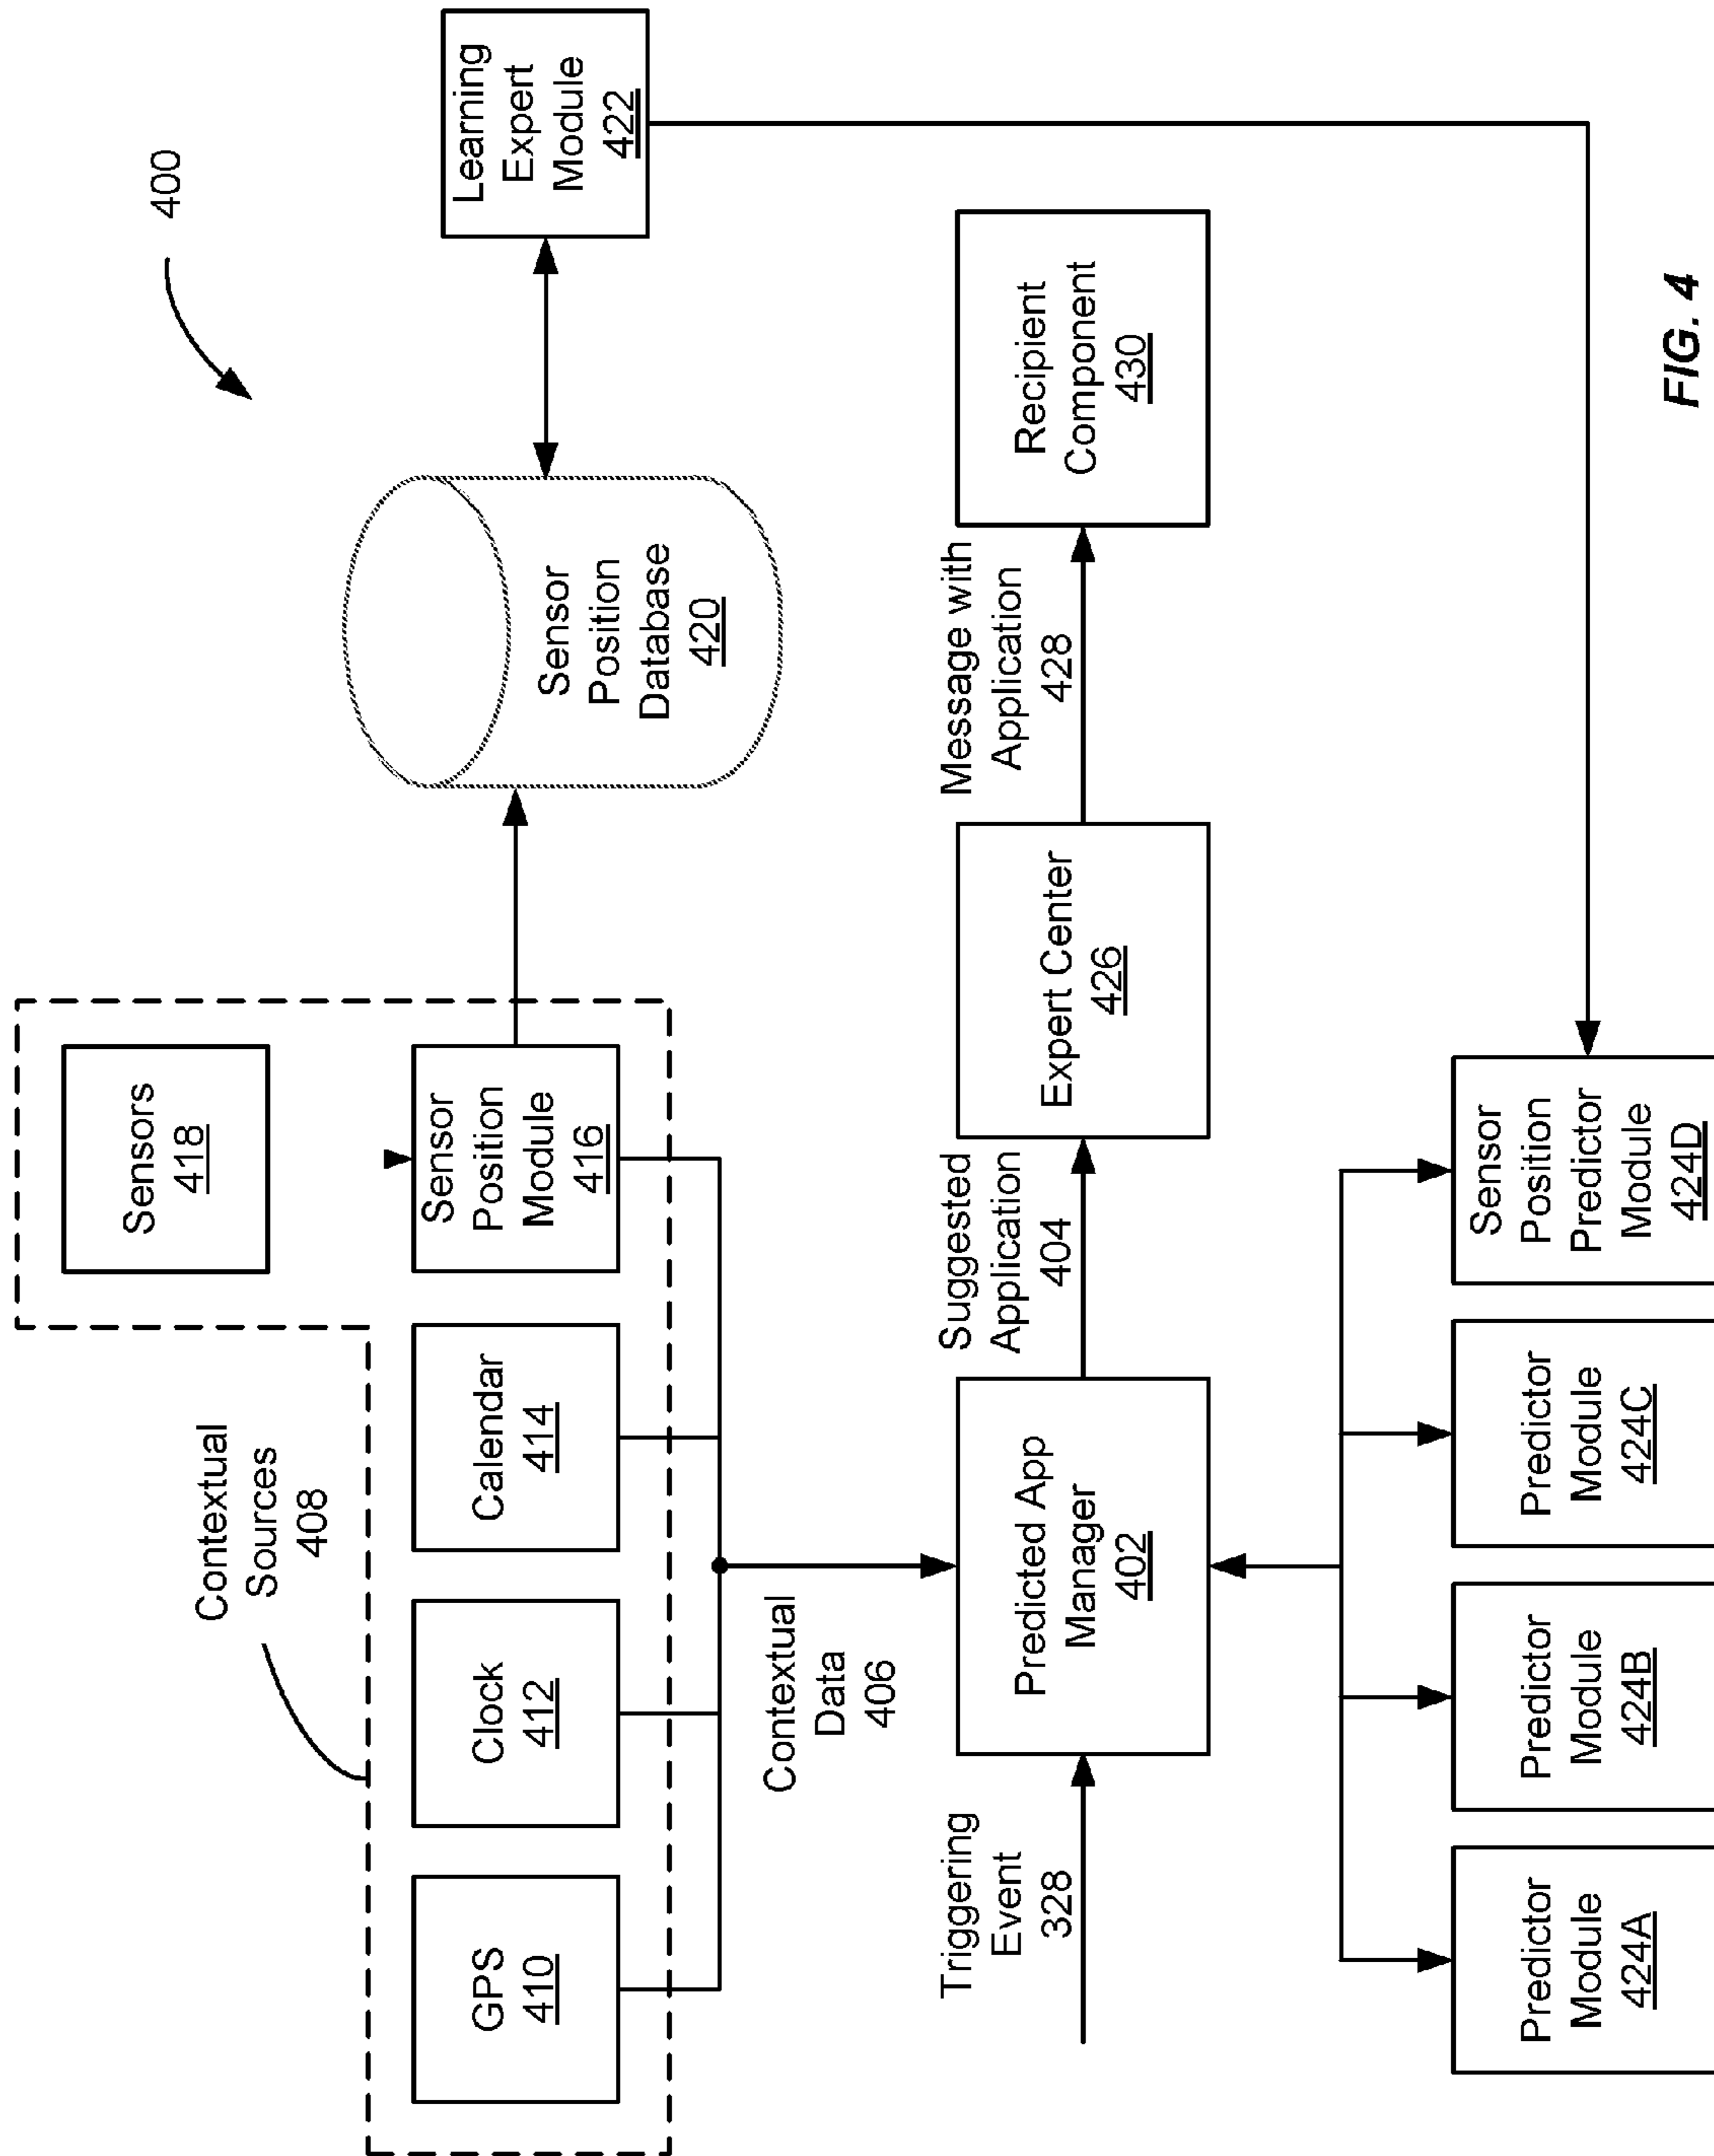 400
Contextual
Sources
408
Sensors
418
GPS
410
Clock
412
Calendar
414
Sensor
Position
Module
416
Sensor
Position
Database
420
Learning
Expert
Module
422
Contextual
Data
406
Triggering
Event
328
Predicted App
Manager
402
Suggested
Application
404
Expert Center
426
Message with
Application
428
Recipient
Component
430
Predictor
Module
424A
Predictor
Module
424B
Predictor
Module
424C
Sensor
Position
Predictor
Module
424D
FIG. 4